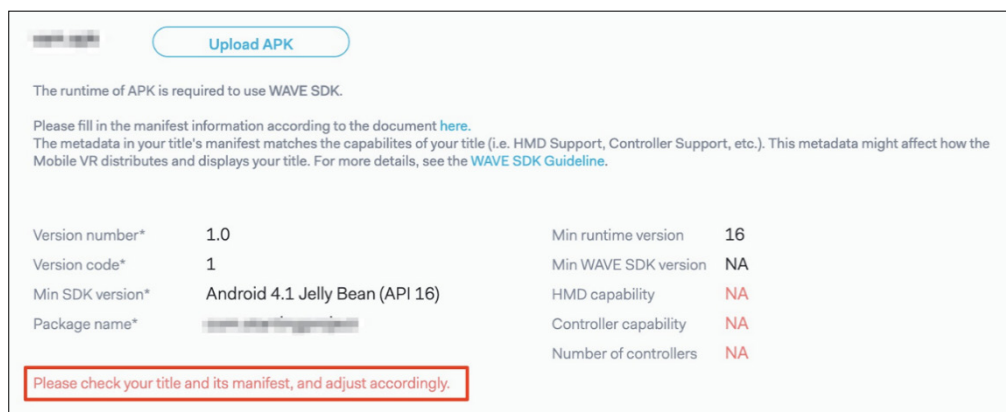 Upload APK
The runtime of APK is required to use WAVE SDK.
Please fill in the manifest information according to the document here.
The metadata in your title's manifest matches the capabilites of your title (i.e. HMD Support, Controller Support, etc.). This metadata might affect how the
Mobile VR distributes and displays your title. For more details, see the WAVE SDK Guideline.
Version number* 1.0 Min runtime version 16
Version code* 1 Min WAVE SDK version NA
Min SDK version* Android 4.1 Jelly Bean (API 16) HMD capability NA
Package name* Controller capability NA
Number of controllers NA
Please check your title and its manifest, and adjust accordingly.